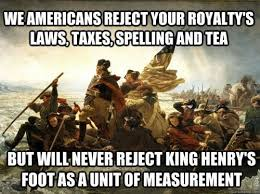 WE AMERICANS REJECT YOUR ROYALTY'S
LAWS, TAXES, SPELLING AND TEA
BUT WILL NEVER REJECT KING HENRY'S
FOOT AS A UNIT OF MEASUREMENT